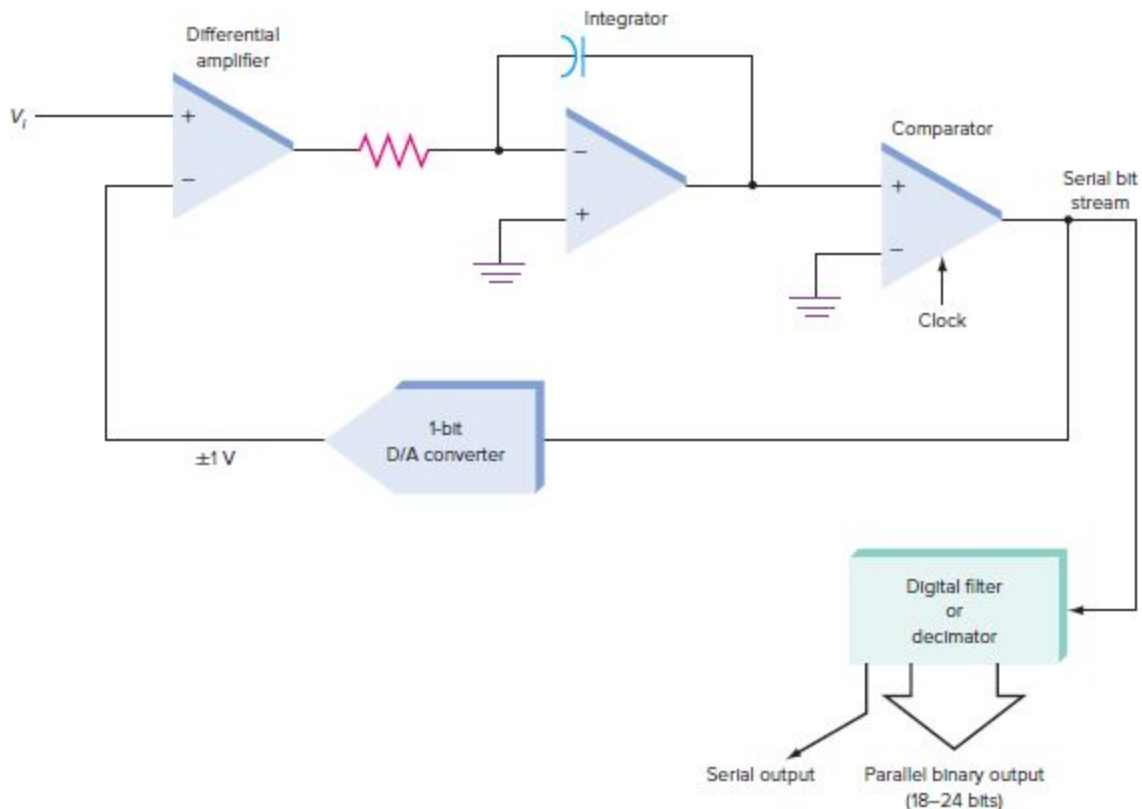 Integrator
Differential
amplifier
V_i
+
−
−
+
Comparator
+
−
Serial bit
stream
Clock
1-bit
D/A converter
±1 V
Digital filter
or
decimator
Serial output
Parallel binary output
(18–24 bits)